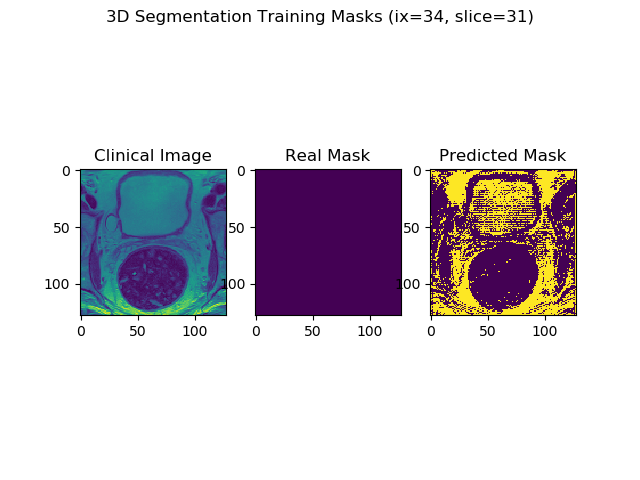 3D Segmentation Training Masks (ix=34, slice=31)
Clinical Image Real Mask Predicted Mask
0 0 0
50 50 50
100 100 100
0 50 100 0 50 100 0 50 100